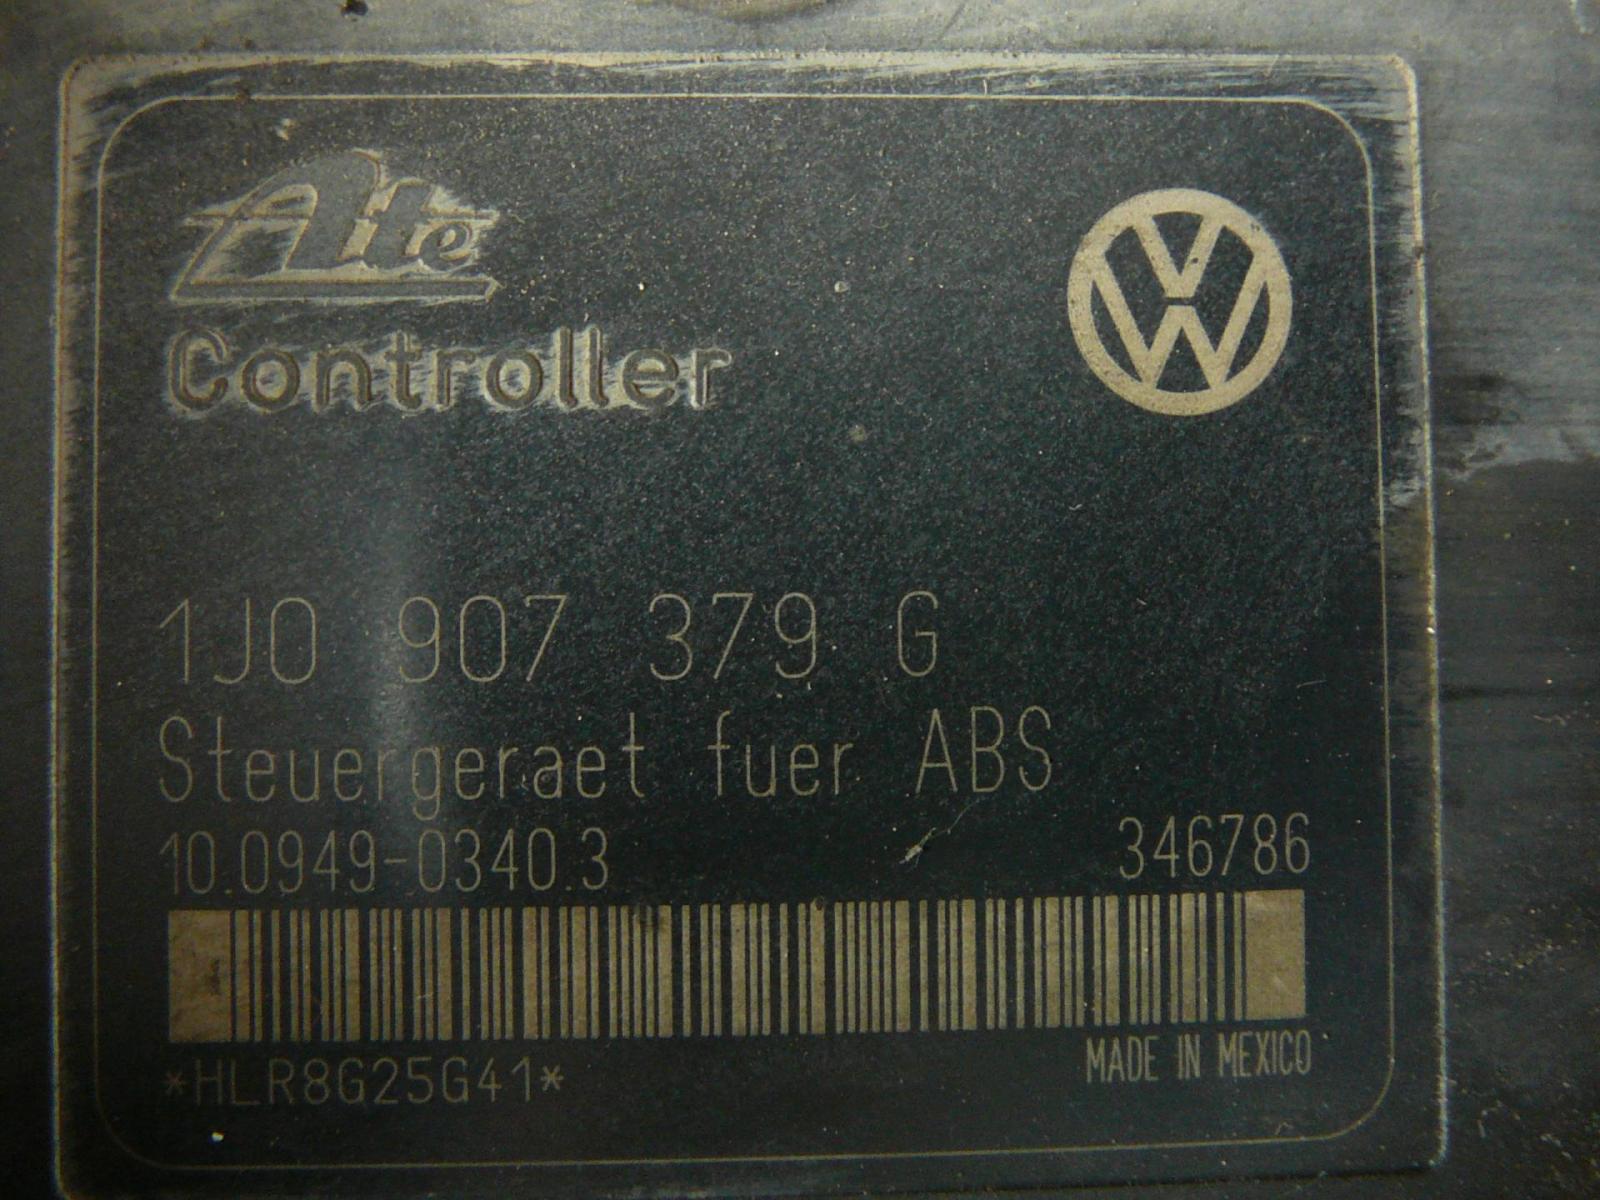 Ate
Controller
1J0 907 379 G
Steuergeraet fuer ABS
10.0949-0340.3 346786
*HLR8G25G41*
MADE IN MEXICO